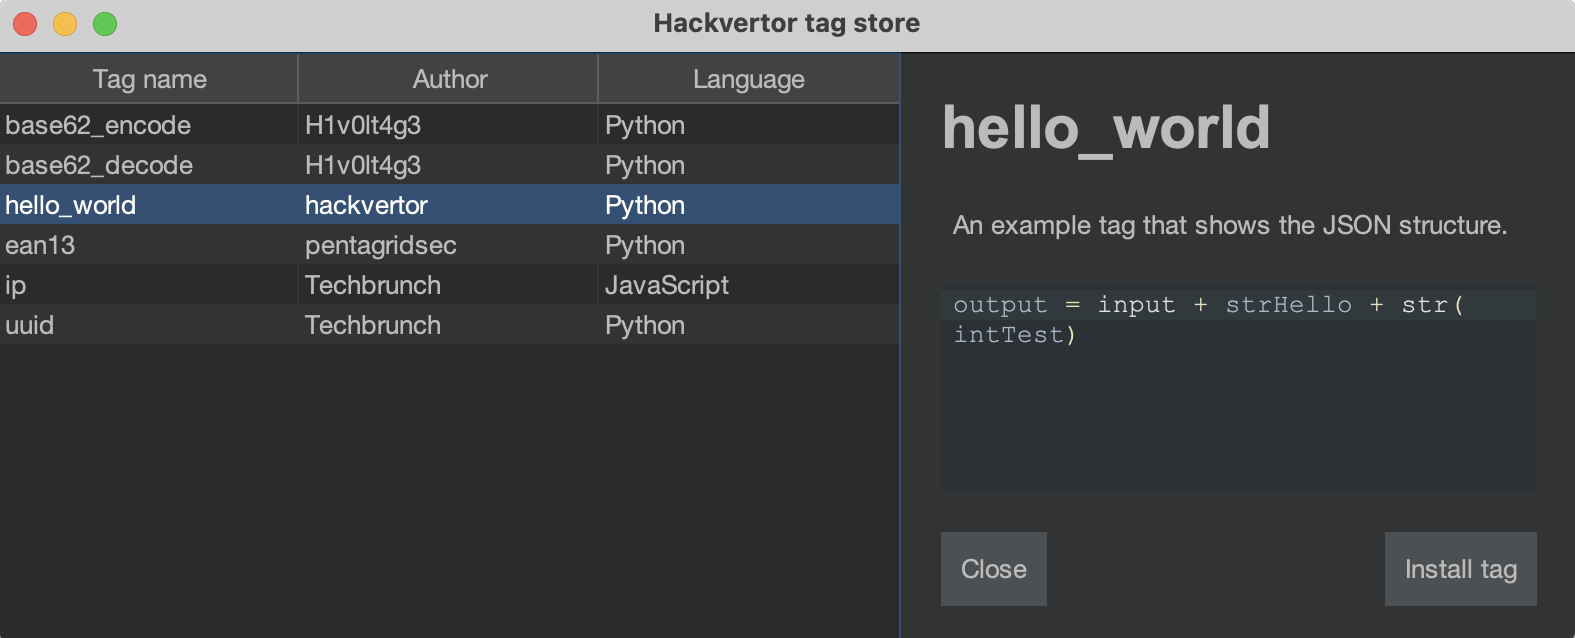 Hackvertor tag store
Tag name Author Language
base62_encode H1v0lt4g3 Python
base62_decode H1v0lt4g3 Python
hello_world hackvertor Python
ean13 pentagridsec Python
ip Techbrunch JavaScript
uuid Techbrunch Python
hello_world
An example tag that shows the JSON structure.
output = input + strHello + str(
intTest)
Close Install tag